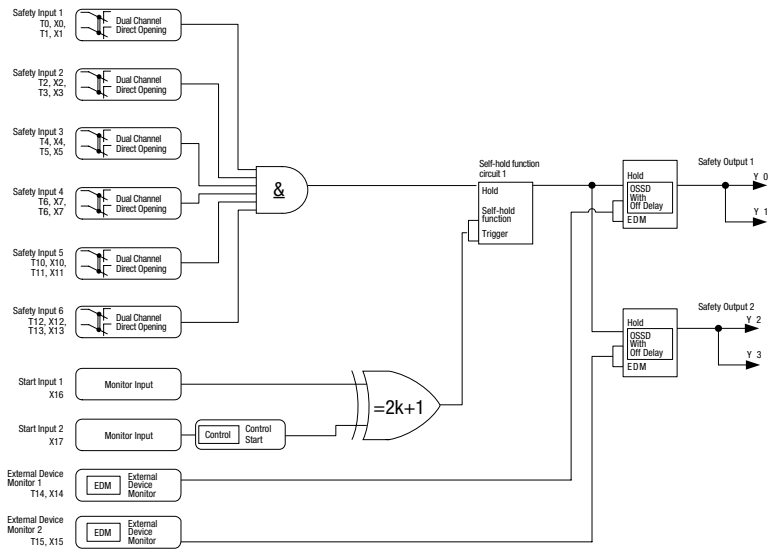 Safety Input 1
T0, X0,
T1, X1
Dual Channel
Direct Opening
Safety Input 2
T2, X2,
T3, X3
Dual Channel
Direct Opening
Safety Input 3
T4, X4,
T5, X5
Dual Channel
Direct Opening
Safety Input 4
T6, X7,
T6, X7
Dual Channel
Direct Opening
Safety Input 5
T10, X10,
T11, X11
Dual Channel
Direct Opening
Safety Input 6
T12, X12,
T13, X13
Dual Channel
Direct Opening
&
Self-hold function
circuit 1
Hold
Self-hold
function
Trigger
Safety Output 1
Hold
OSSD
With
Off Delay
EDM
Y 0
Y 1
Safety Output 2
Hold
OSSD
With
Off Delay
EDM
Y 2
Y 3
Start Input 1
X16
Monitor Input
Start Input 2
X17
Monitor Input
Control
Control
Start
=2k+1
External Device
Monitor 1
T14, X14
EDM
External
Device
Monitor
External Device
Monitor 2
T15, X15
EDM
External
Device
Monitor